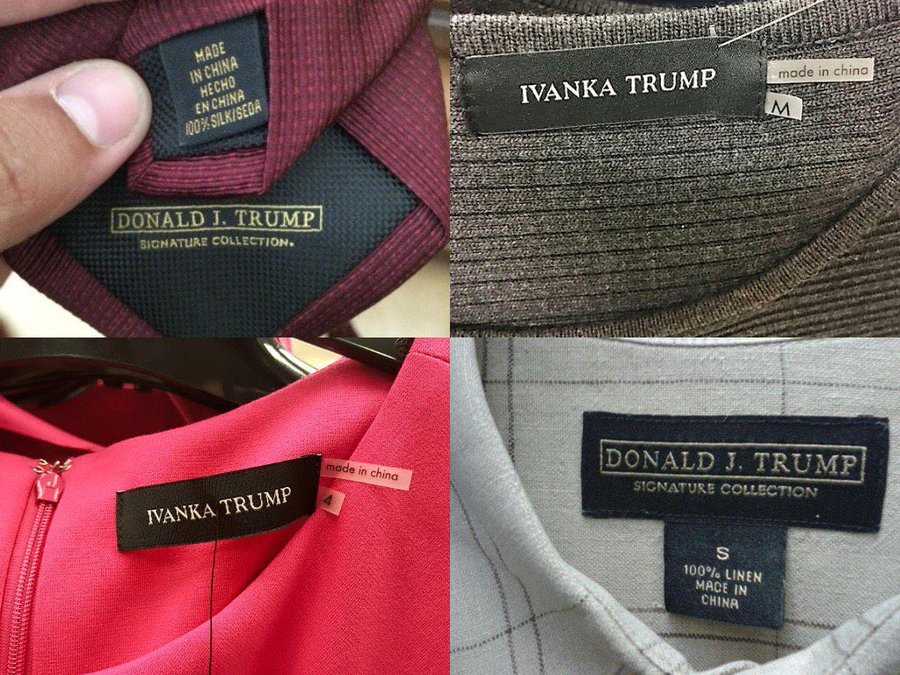 MADE
IN CHINA
HECHO
EN CHINA
100% SILK/SEDA
DONALD J. TRUMP
SIGNATURE COLLECTION.
IVANKA TRUMP
made in china
M
IVANKA TRUMP
made in china
4
DONALD J. TRUMP
SIGNATURE COLLECTION
S
100% LINEN
MADE IN
CHINA